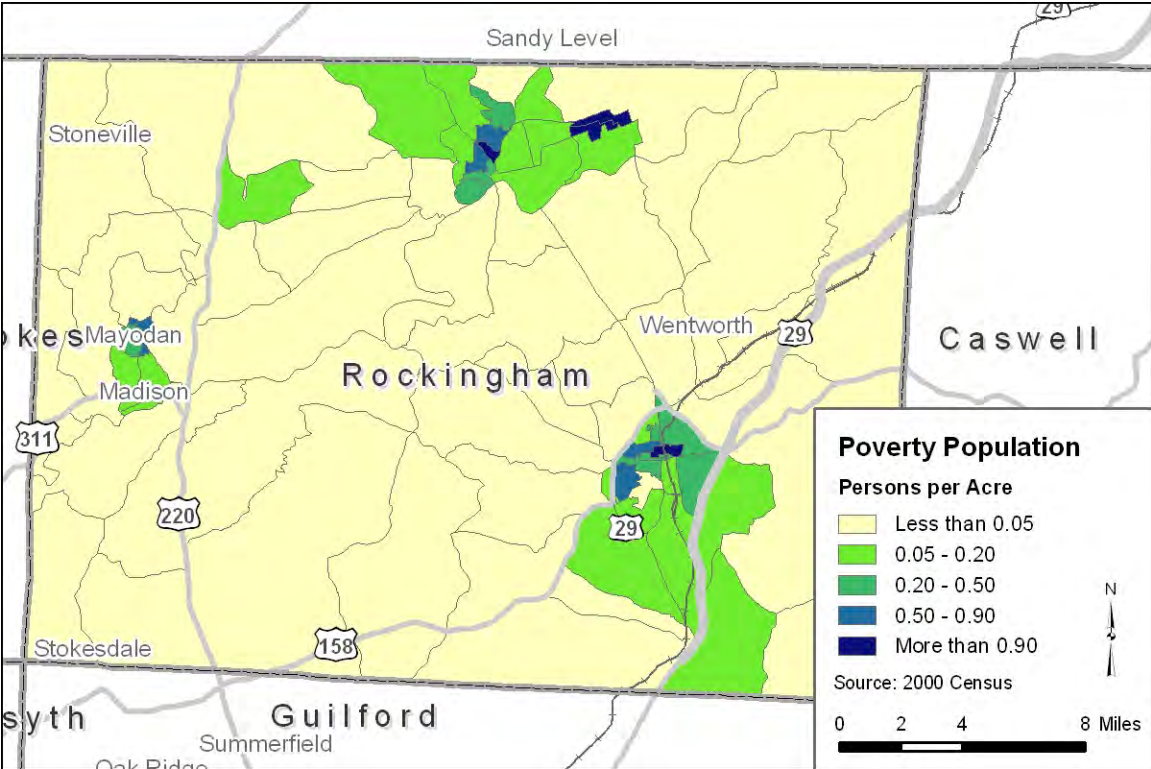 29
Sandy Level
Stoneville
Wentworth
29
okes
Mayodan
Caswell
Rockingham
Madison
311
220
29
158
Stokesdale
syth
Guilford
Summerfield
Oak Ridge
Poverty Population
Persons per Acre
Less than 0.05
0.05 - 0.20
0.20 - 0.50
0.50 - 0.90
More than 0.90
N
Source: 2000 Census
0 2 4 8 Miles